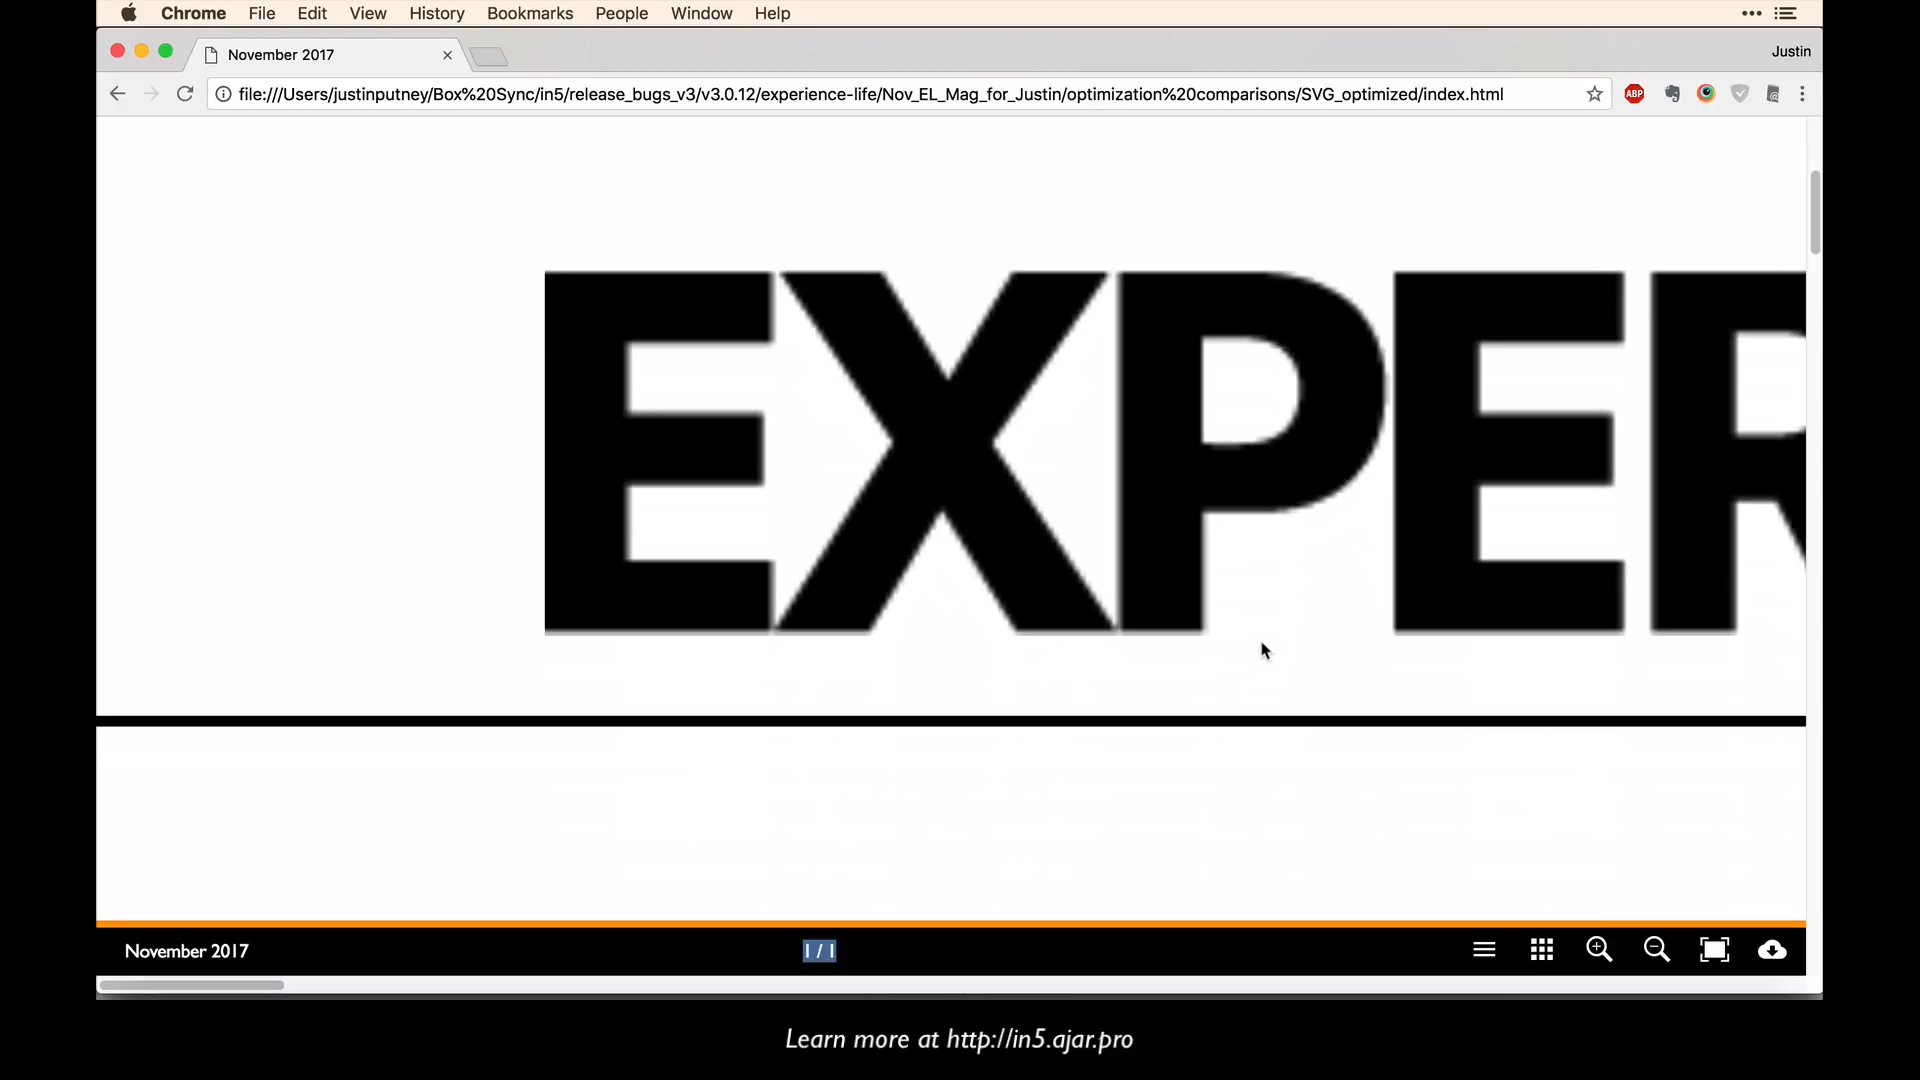 Chrome File Edit View History Bookmarks People Window Help
November 2017
Justin
file:///Users/justinputney/Box%20Sync/in5/release_bugs_v3/v3.0.12/experience-life/Nov_EL_Mag_for_Justin/optimization%20comparisons/SVG_optimized/index.html
ABP
EXPER
November 2017
1 / 1
Learn more at http://in5.ajar.pro